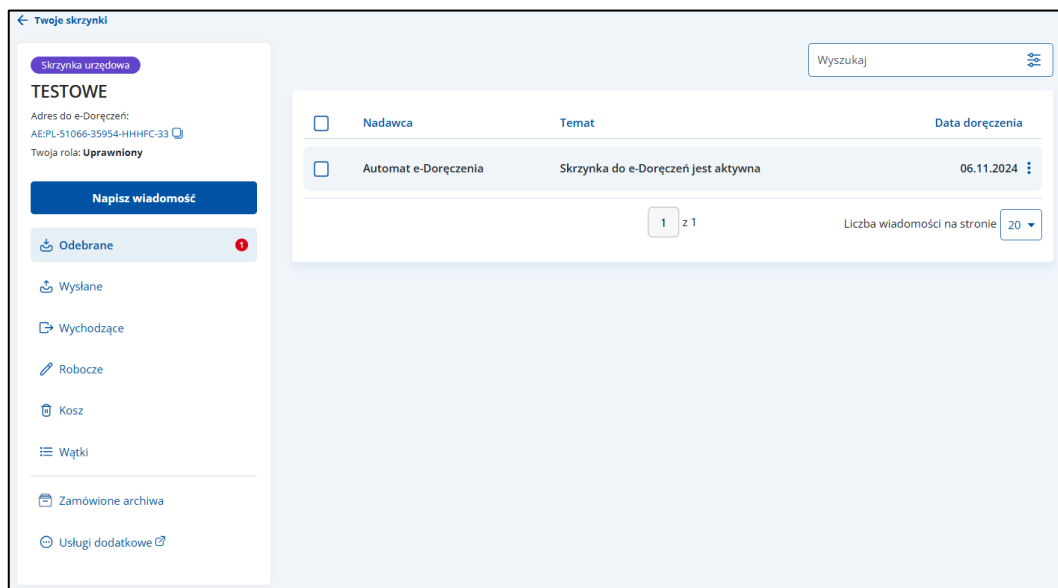 Twoje skrzynki
Skrzynka urzędowa
TESTOWE
Adres do e-Doręczeń:
AE:PL-51066-35954-HHHFC-33
Twoja rola: Uprawniony
Napisz wiadomość
Odebrane 1
Wysłane
Wychodzące
Robocze
Kosz
Wątki
Zamówione archiwa
Usługi dodatkowe
Wyszukaj
Nadawca Temat Data doręczenia
Automat e-Doręczenia Skrzynka do e-Doręczeń jest aktywna 06.11.2024
1 z 1 Liczba wiadomości na stronie 20